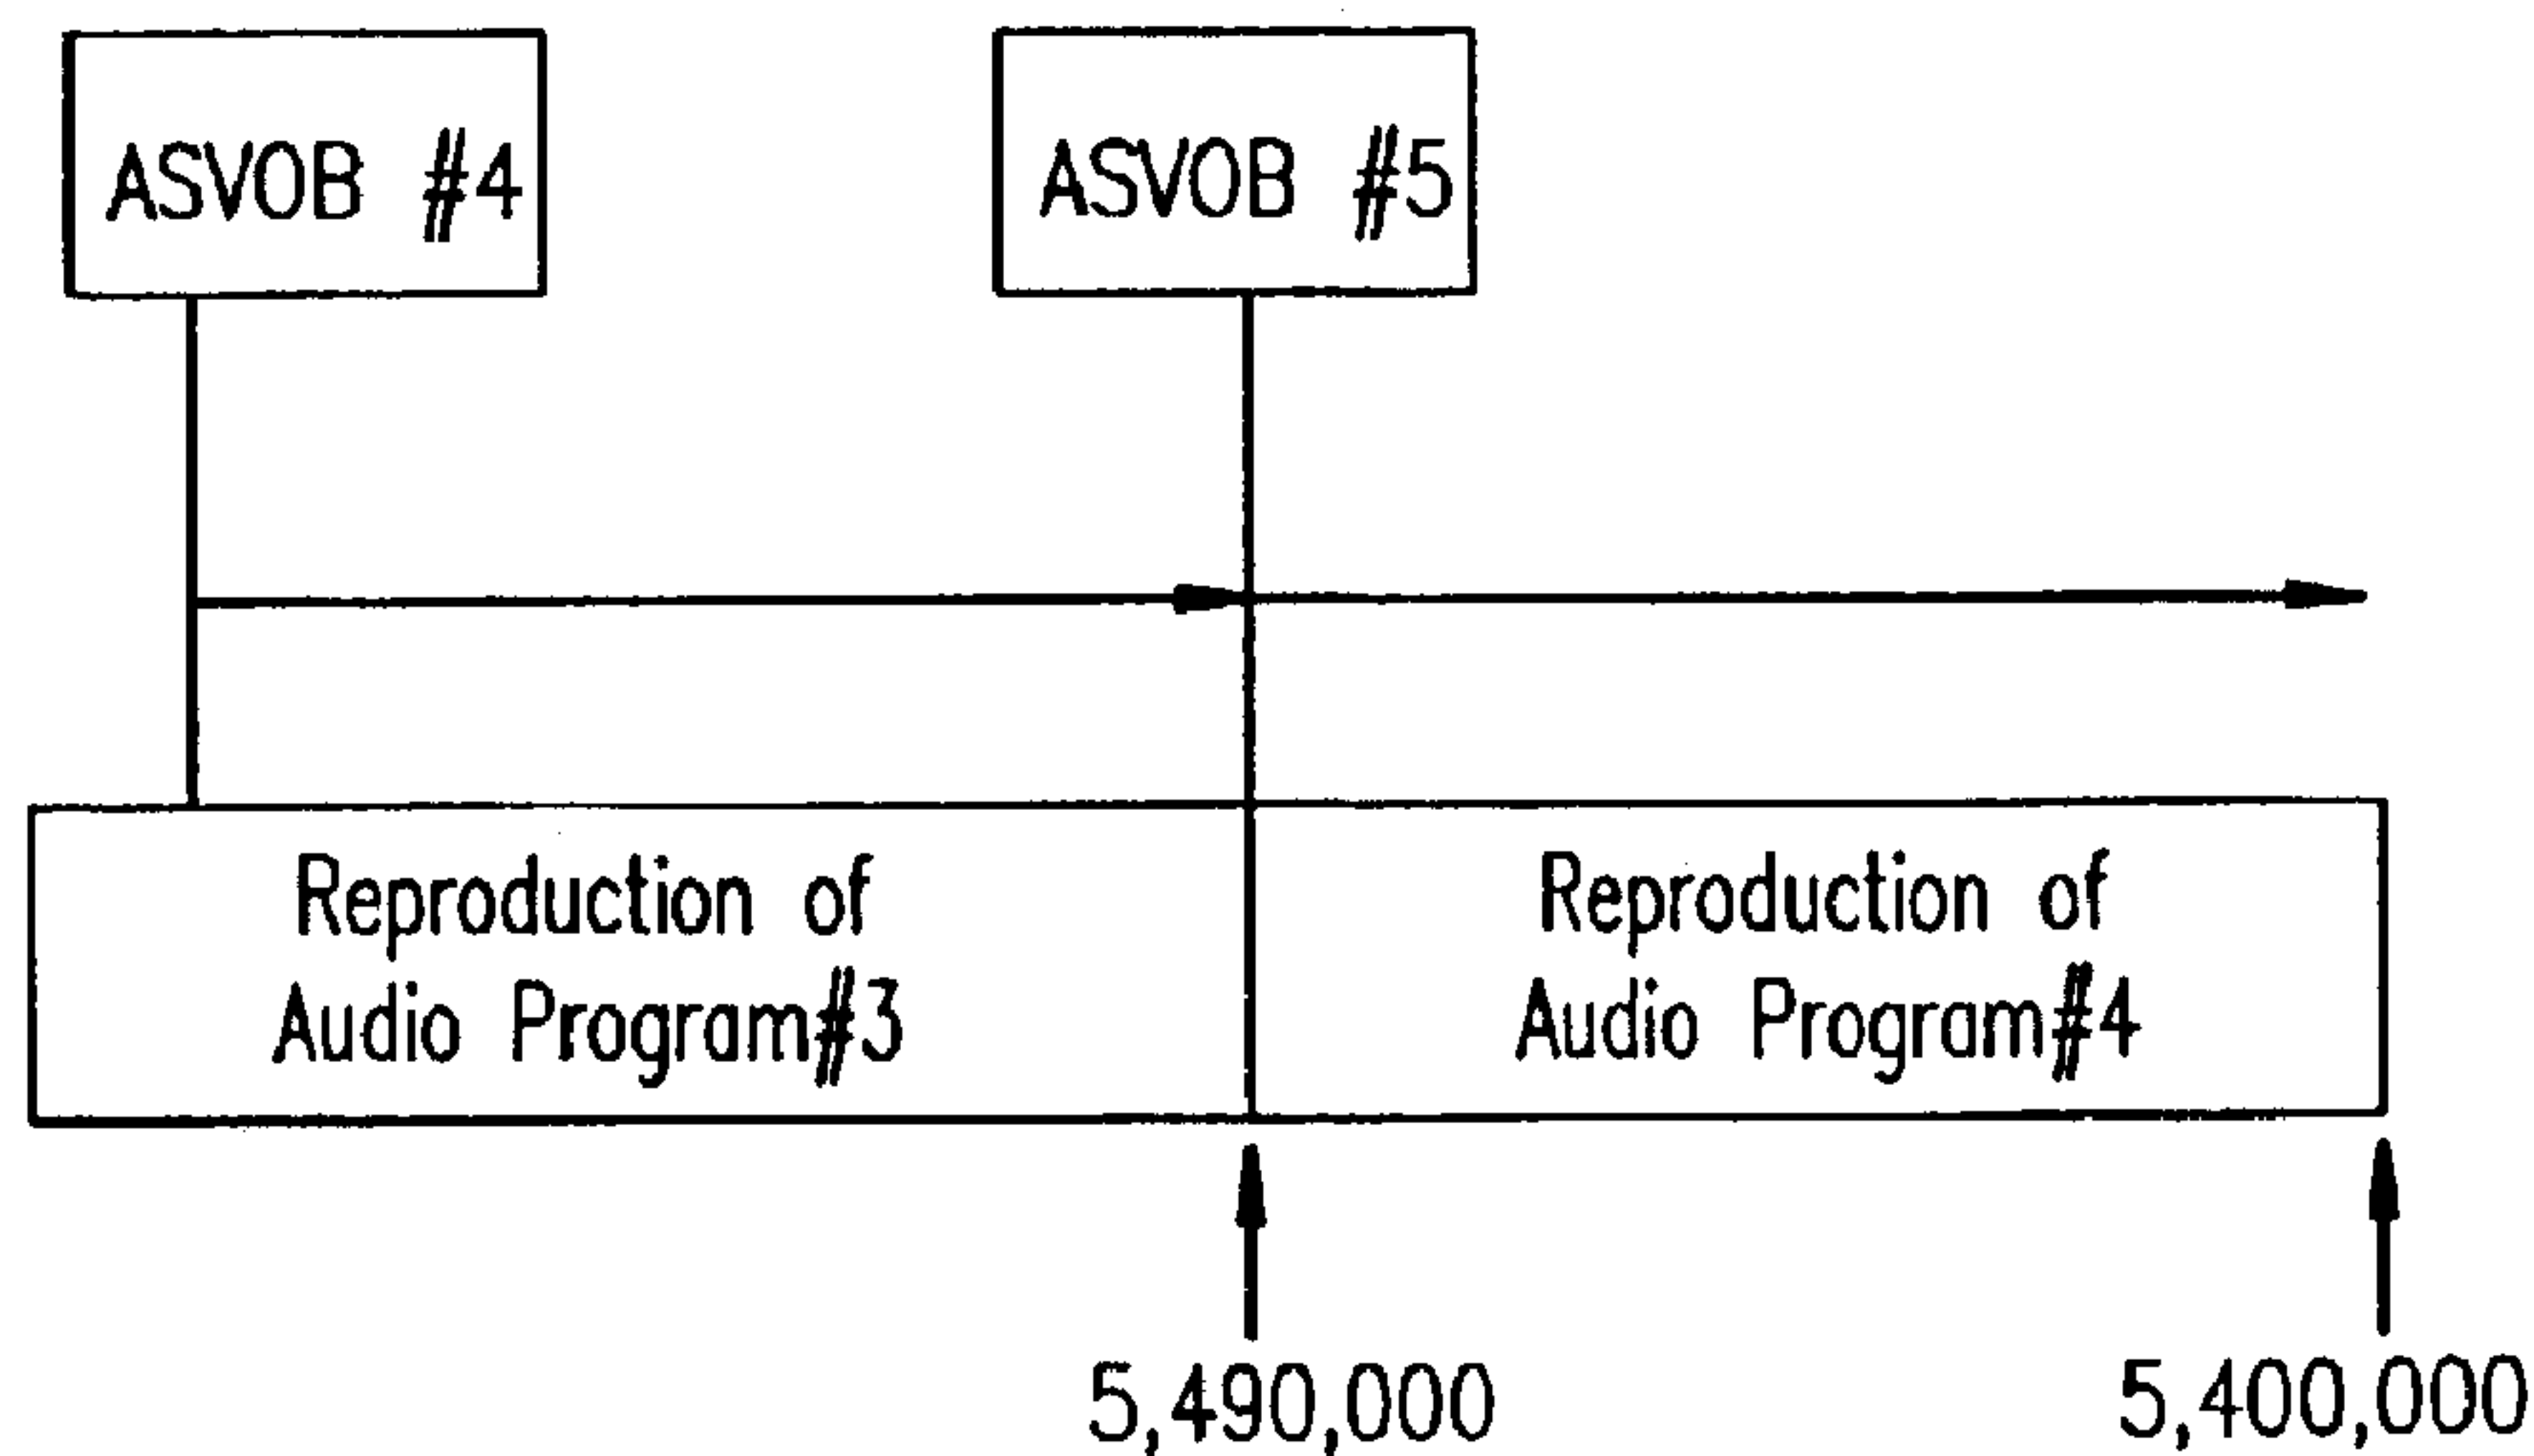 ASVOB #4
ASVOB #5
Reproduction of
Audio Program#3
Reproduction of
Audio Program#4
5,490,000
5,400,000